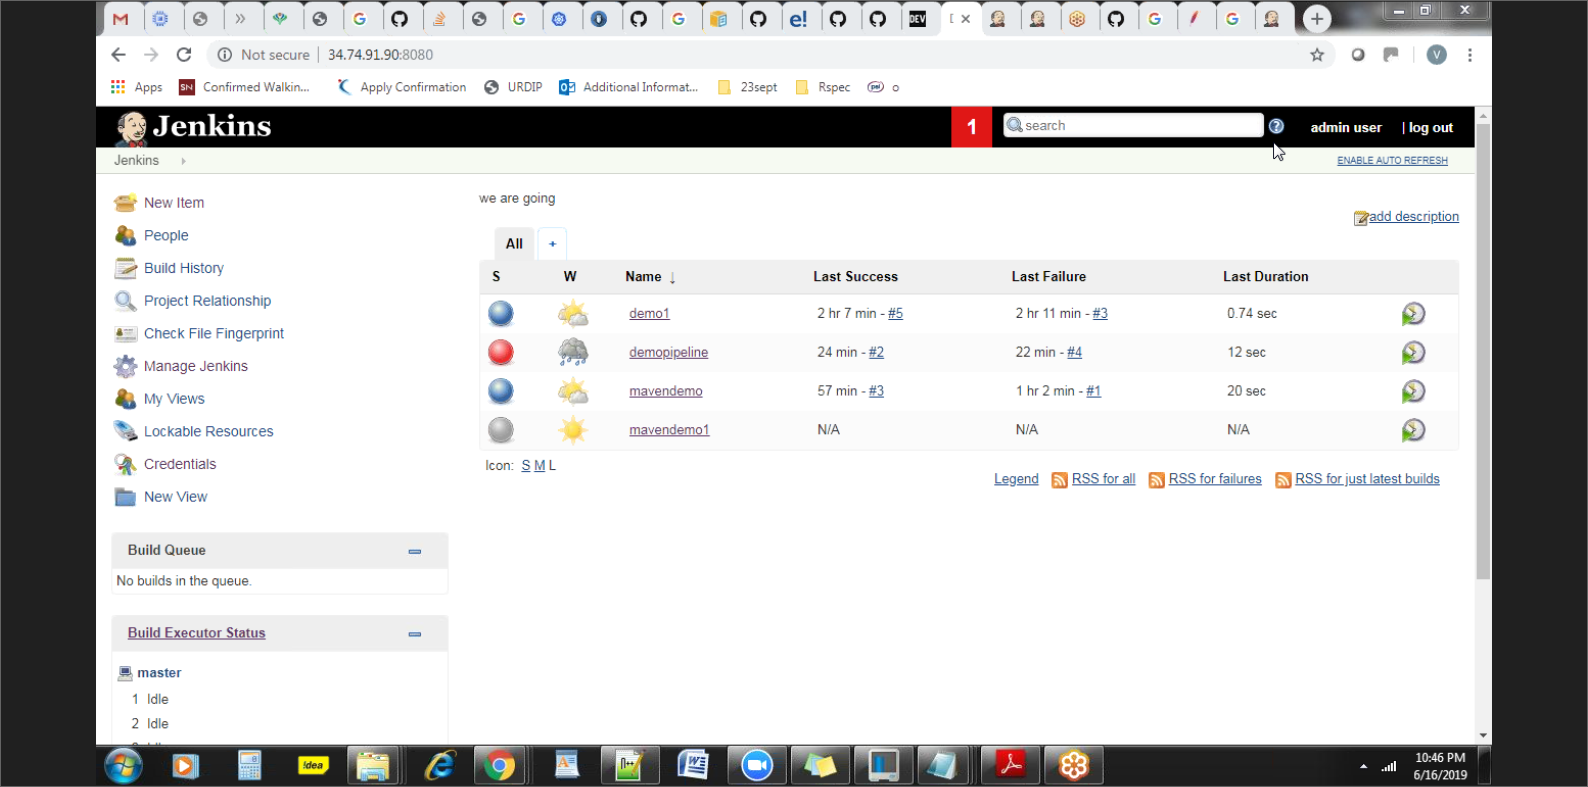 Not secure | 34.74.91.90:8080
Apps SN Confirmed Walkin... Apply Confirmation URDIP Additional Informat... 23sept Rspec o
Jenkins 1 search admin user | log out
Jenkins ENABLE AUTO REFRESH
we are going
add description
New Item
People
Build History
Project Relationship
Check File Fingerprint
Manage Jenkins
My Views
Lockable Resources
Credentials
New View
All +
S W Name ↓ Last Success Last Failure Last Duration
demo1 2 hr 7 min - #5 2 hr 11 min - #3 0.74 sec
demopipeline 24 min - #2 22 min - #4 12 sec
mavendemo 57 min - #3 1 hr 2 min - #1 20 sec
mavendemo1 N/A N/A N/A
Icon: S M L
Legend RSS for all RSS for failures RSS for just latest builds
Build Queue
No builds in the queue.
Build Executor Status
master
1 Idle
2 Idle
!dea
10:46 PM
6/16/2019